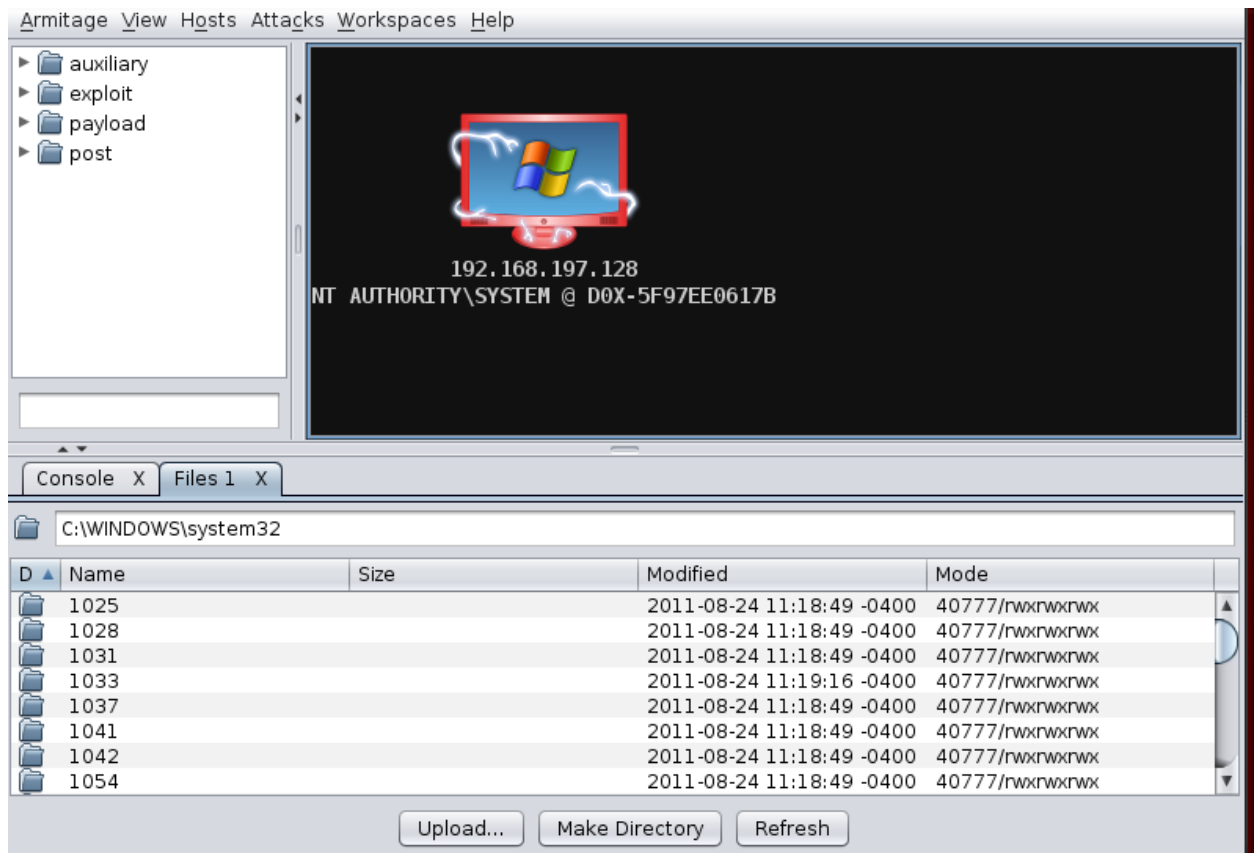 Armitage View Hosts Attacks Workspaces Help
auxiliary
exploit
payload
post
192.168.197.128
NT AUTHORITY\SYSTEM @ D0X-5F97EE0617B
Console X Files 1 X
C:\WINDOWS\system32
D Name Size Modified Mode
1025 2011-08-24 11:18:49 -0400 40777/rwxrwxrwx
1028 2011-08-24 11:18:49 -0400 40777/rwxrwxrwx
1031 2011-08-24 11:18:49 -0400 40777/rwxrwxrwx
1033 2011-08-24 11:19:16 -0400 40777/rwxrwxrwx
1037 2011-08-24 11:18:49 -0400 40777/rwxrwxrwx
1041 2011-08-24 11:18:49 -0400 40777/rwxrwxrwx
1042 2011-08-24 11:18:49 -0400 40777/rwxrwxrwx
1054 2011-08-24 11:18:49 -0400 40777/rwxrwxrwx
Upload... Make Directory Refresh